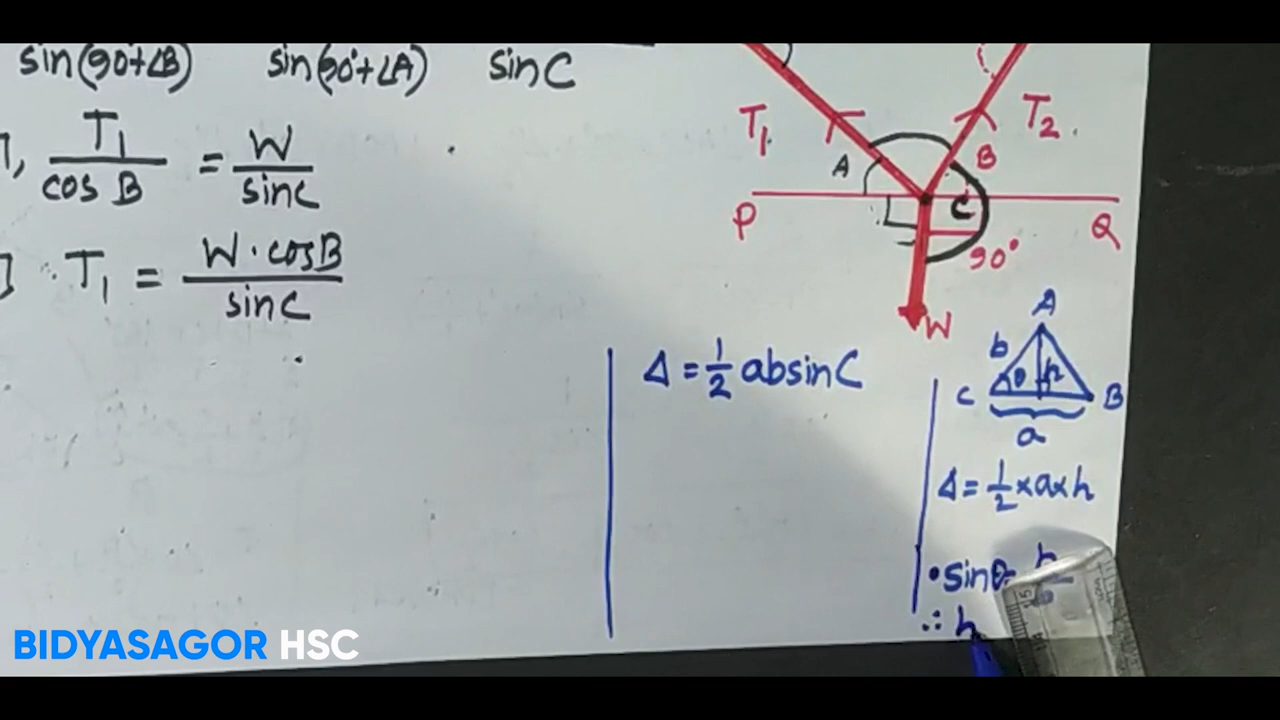 sin(90°+∠B) sin(90°+∠A) sin C
T₁/cos B = W/sinC
T₁ = W·cosB/sinC
T₁
T₂
A
B
C
P
Q
90°
W
Δ = 1/2 absinC
A
b
θ
h
C
B
a
Δ = 1/2 × a × h
• sinθ = h
∴ h
BIDYASAGOR HSC